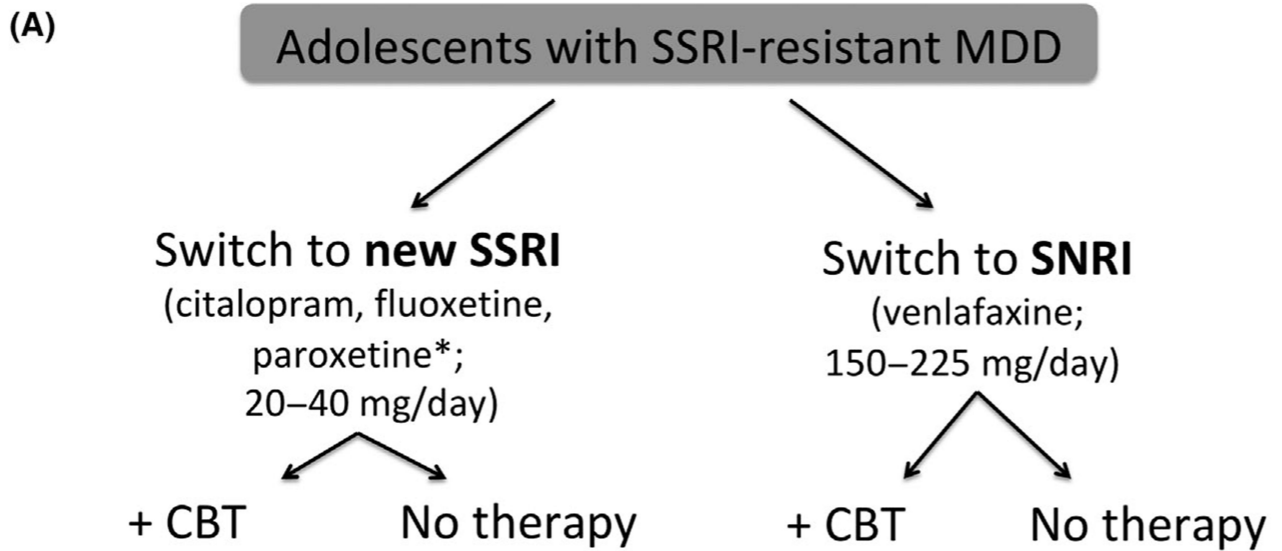 (A)
Adolescents with SSRI-resistant MDD
Switch to new SSRI
(citalopram, fluoxetine,
paroxetine*;
20–40 mg/day)
Switch to SNRI
(venlafaxine;
150–225 mg/day)
+ CBT
No therapy
+ CBT
No therapy